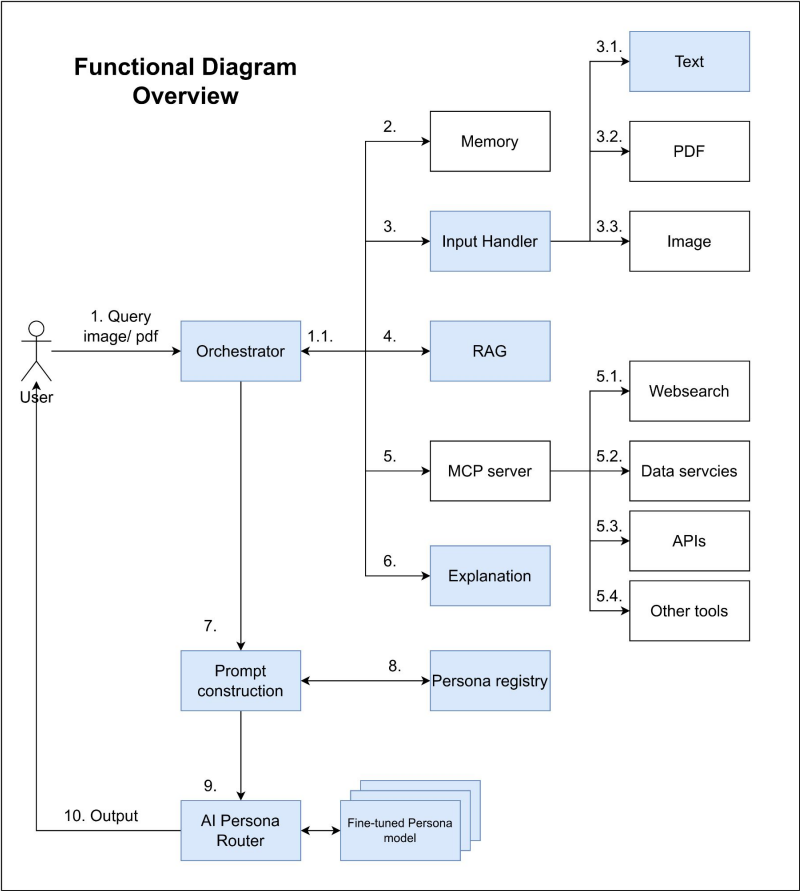 Functional Diagram
Overview
3.1.
Text
2.
Memory
3.2.
PDF
3.
Input Handler
3.3.
Image
1. Query
image/ pdf
User
Orchestrator
1.1.
4.
RAG
5.1.
Websearch
5.
MCP server
5.2.
Data servcies
5.3.
APIs
6.
Explanation
5.4.
Other tools
7.
Prompt
construction
8.
Persona registry
9.
10. Output
AI Persona
Router
Fine-tuned Persona
model